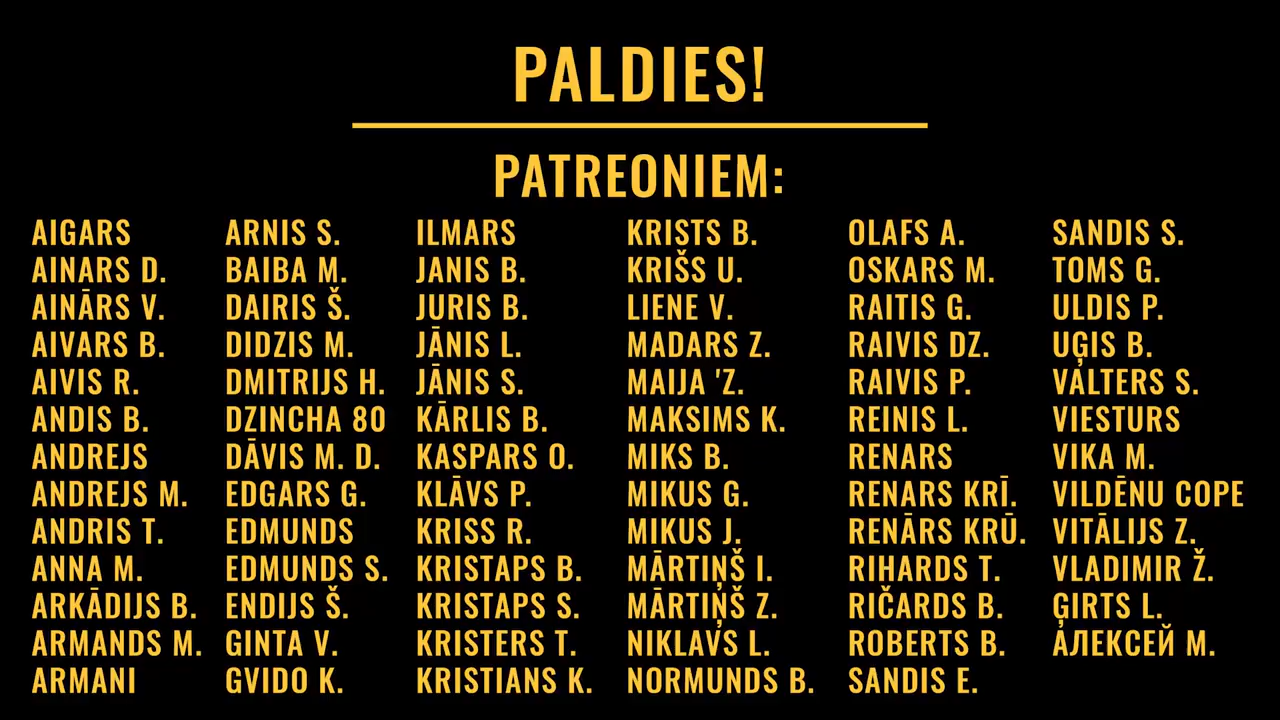 PALDIES!
PATREONIEM:
AIGARS
AINARS D.
AINĀRS V.
AIVARS B.
AIVIS R.
ANDIS B.
ANDREJS
ANDREJS M.
ANDRIS T.
ANNA M.
ARKĀDIJS B.
ARMANDS M.
ARMANI
ARNIS S.
BAIBA M.
DAIRIS Š.
DIDZIS M.
DMITRIJS H.
DZINCHA 80
DĀVIS M. D.
EDGARS G.
EDMUNDS
EDMUNDS S.
ENDIJS Š.
GINTA V.
GVIDO K.
ILMARS
JANIS B.
JURIS B.
JĀNIS L.
JĀNIS S.
KĀRLIS B.
KASPARS O.
KLĀVS P.
KRISS R.
KRISTAPS B.
KRISTAPS S.
KRISTERS T.
KRISTIANS K.
KRISTS B.
KRIŠS U.
LIENE V.
MADARS Z.
MAIJA 'Z.
MAKSIMS K.
MIKS B.
MIKUS G.
MIKUS J.
MĀRTIŅŠ I.
MĀRTIŅŠ Z.
NIKLAVS L.
NORMUNDS B.
OLAFS A.
OSKARS M.
RAITIS G.
RAIVIS DZ.
RAIVIS P.
REINIS L.
RENARS
RENARS KRĪ.
RENĀRS KRŪ.
RIHARDS T.
RIČARDS B.
ROBERTS B.
SANDIS E.
SANDIS S.
TOMS G.
ULDIS P.
UĢIS B.
VALTERS S.
VIESTURS
VIKA M.
VILDĒNU COPE
VITĀLIJS Z.
VLADIMIR Ž.
ĢIRTS L.
АЛЕКСЕЙ М.